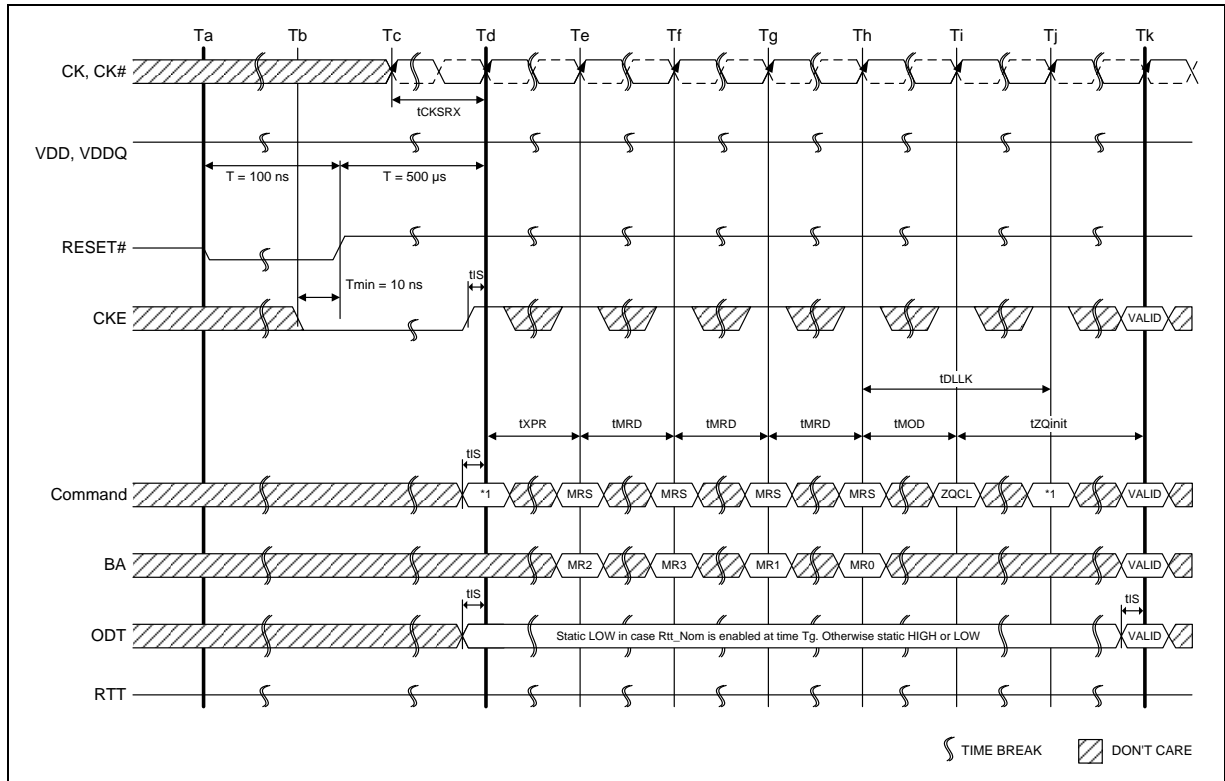 Ta Tb Tc Td Te Tf Tg Th Ti Tj Tk
CK, CK#
tCKSRX
VDD, VDDQ
T = 100 ns T = 500 µs
RESET#
tIS
Tmin = 10 ns
CKE VALID
tDLLK
tXPR tMRD tMRD tMRD tMOD tZQinit
tIS
Command *1 MRS MRS MRS MRS ZQCL *1 VALID
BA MR2 MR3 MR1 MR0 VALID
tIS tIS
ODT Static LOW in case Rtt_Nom is enabled at time Tg. Otherwise static HIGH or LOW VALID
RTT
TIME BREAK DON'T CARE